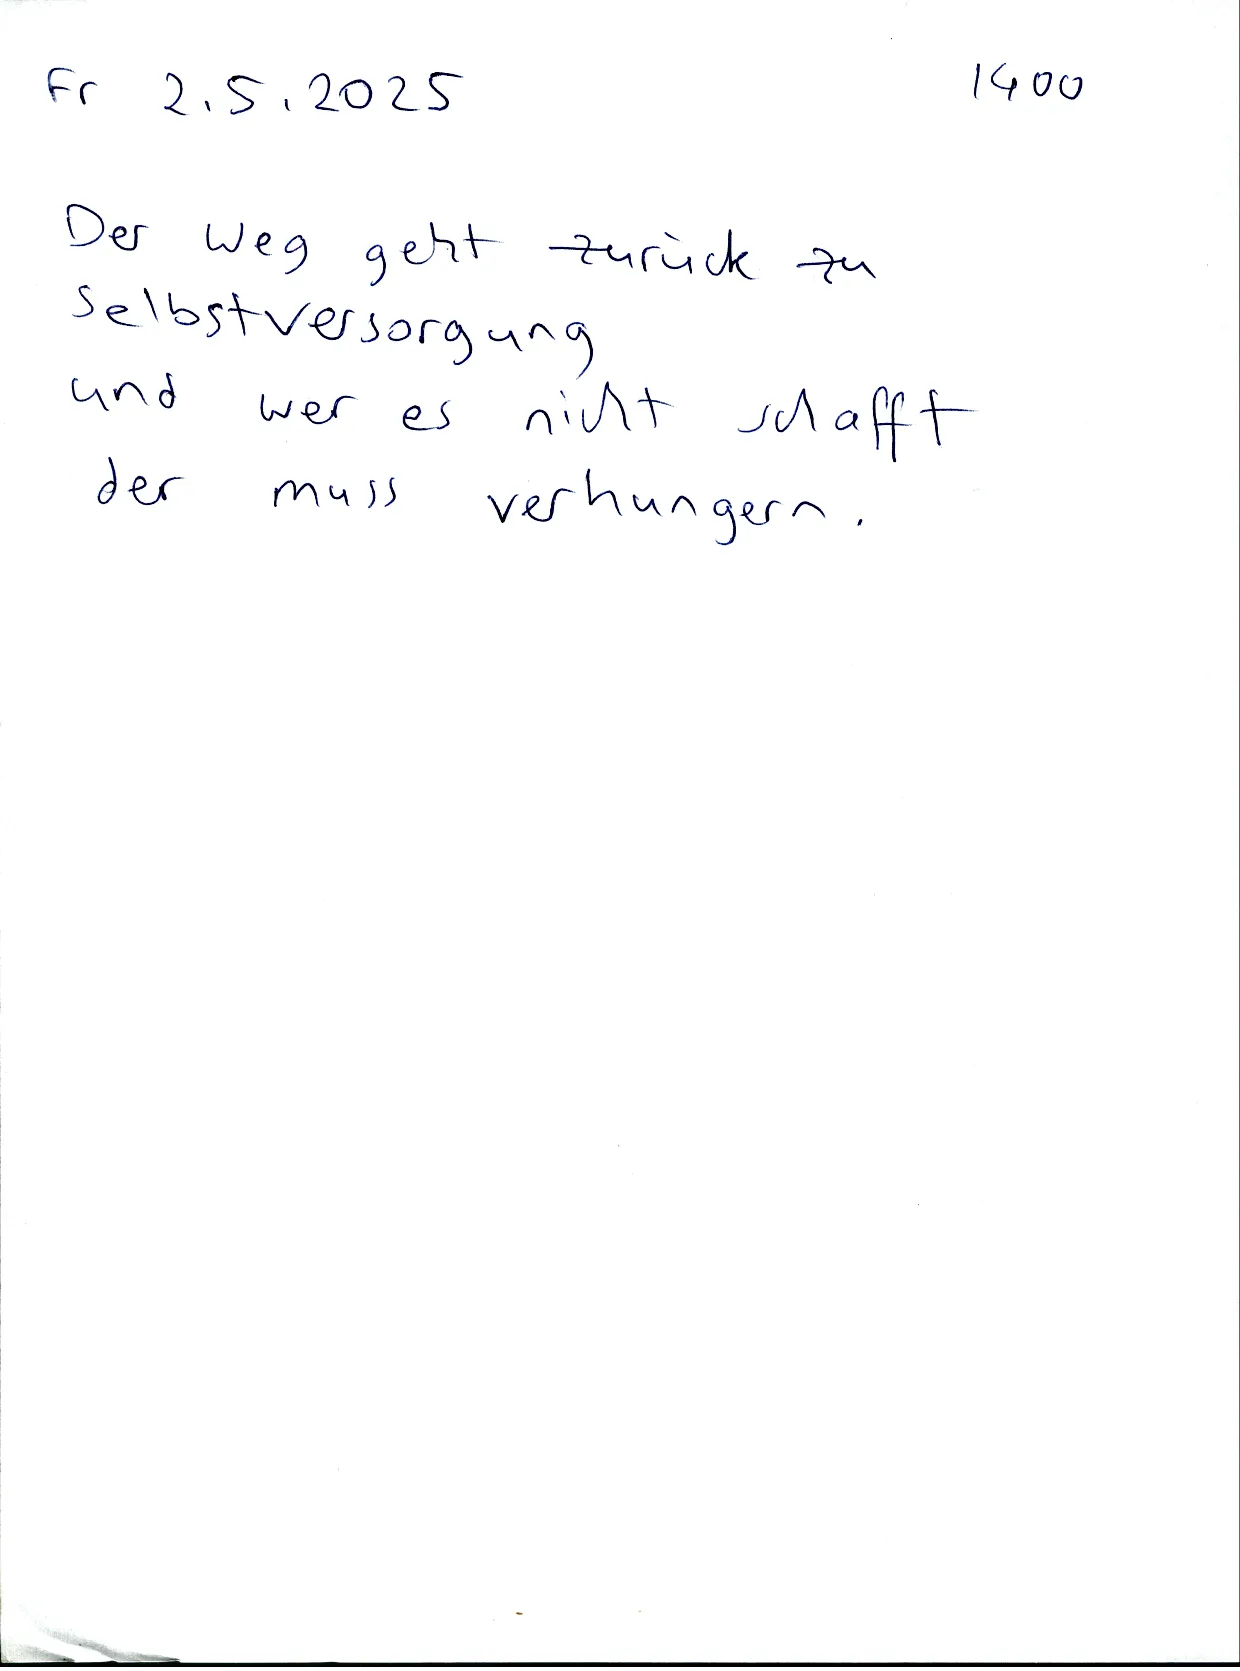 Fr 2.5.2025 1400
Der Weg geht zurück zu
Selbstversorgung
und wer es nicht schafft
der muss verhungern.